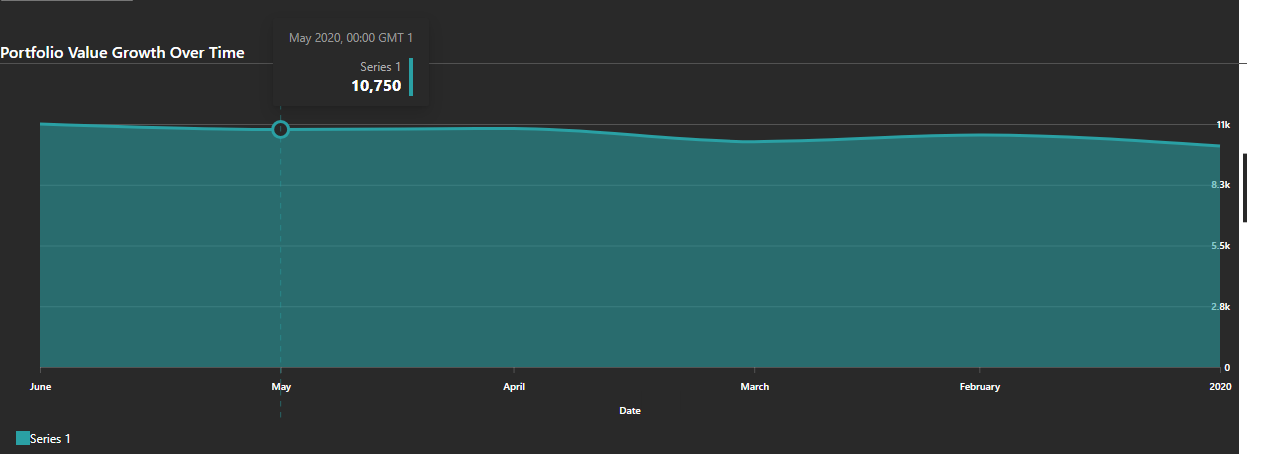 May 2020, 00:00 GMT 1
Portfolio Value Growth Over Time
Series 1
10,750
11k
8.3k
5.5k
2.8k
0
June May April March February 2020
Date
Series 1